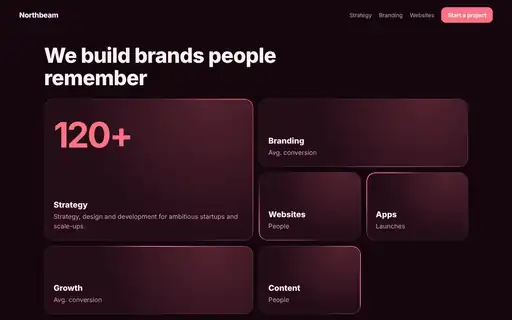 Northbeam
Strategy
Branding
Websites
Start a project
We build brands people
remember
120+
Strategy
Strategy, design and development for ambitious startups and
scale-ups.
Branding
Avg. conversion
Websites
People
Apps
Launches
Growth
Avg. conversion
Content
People